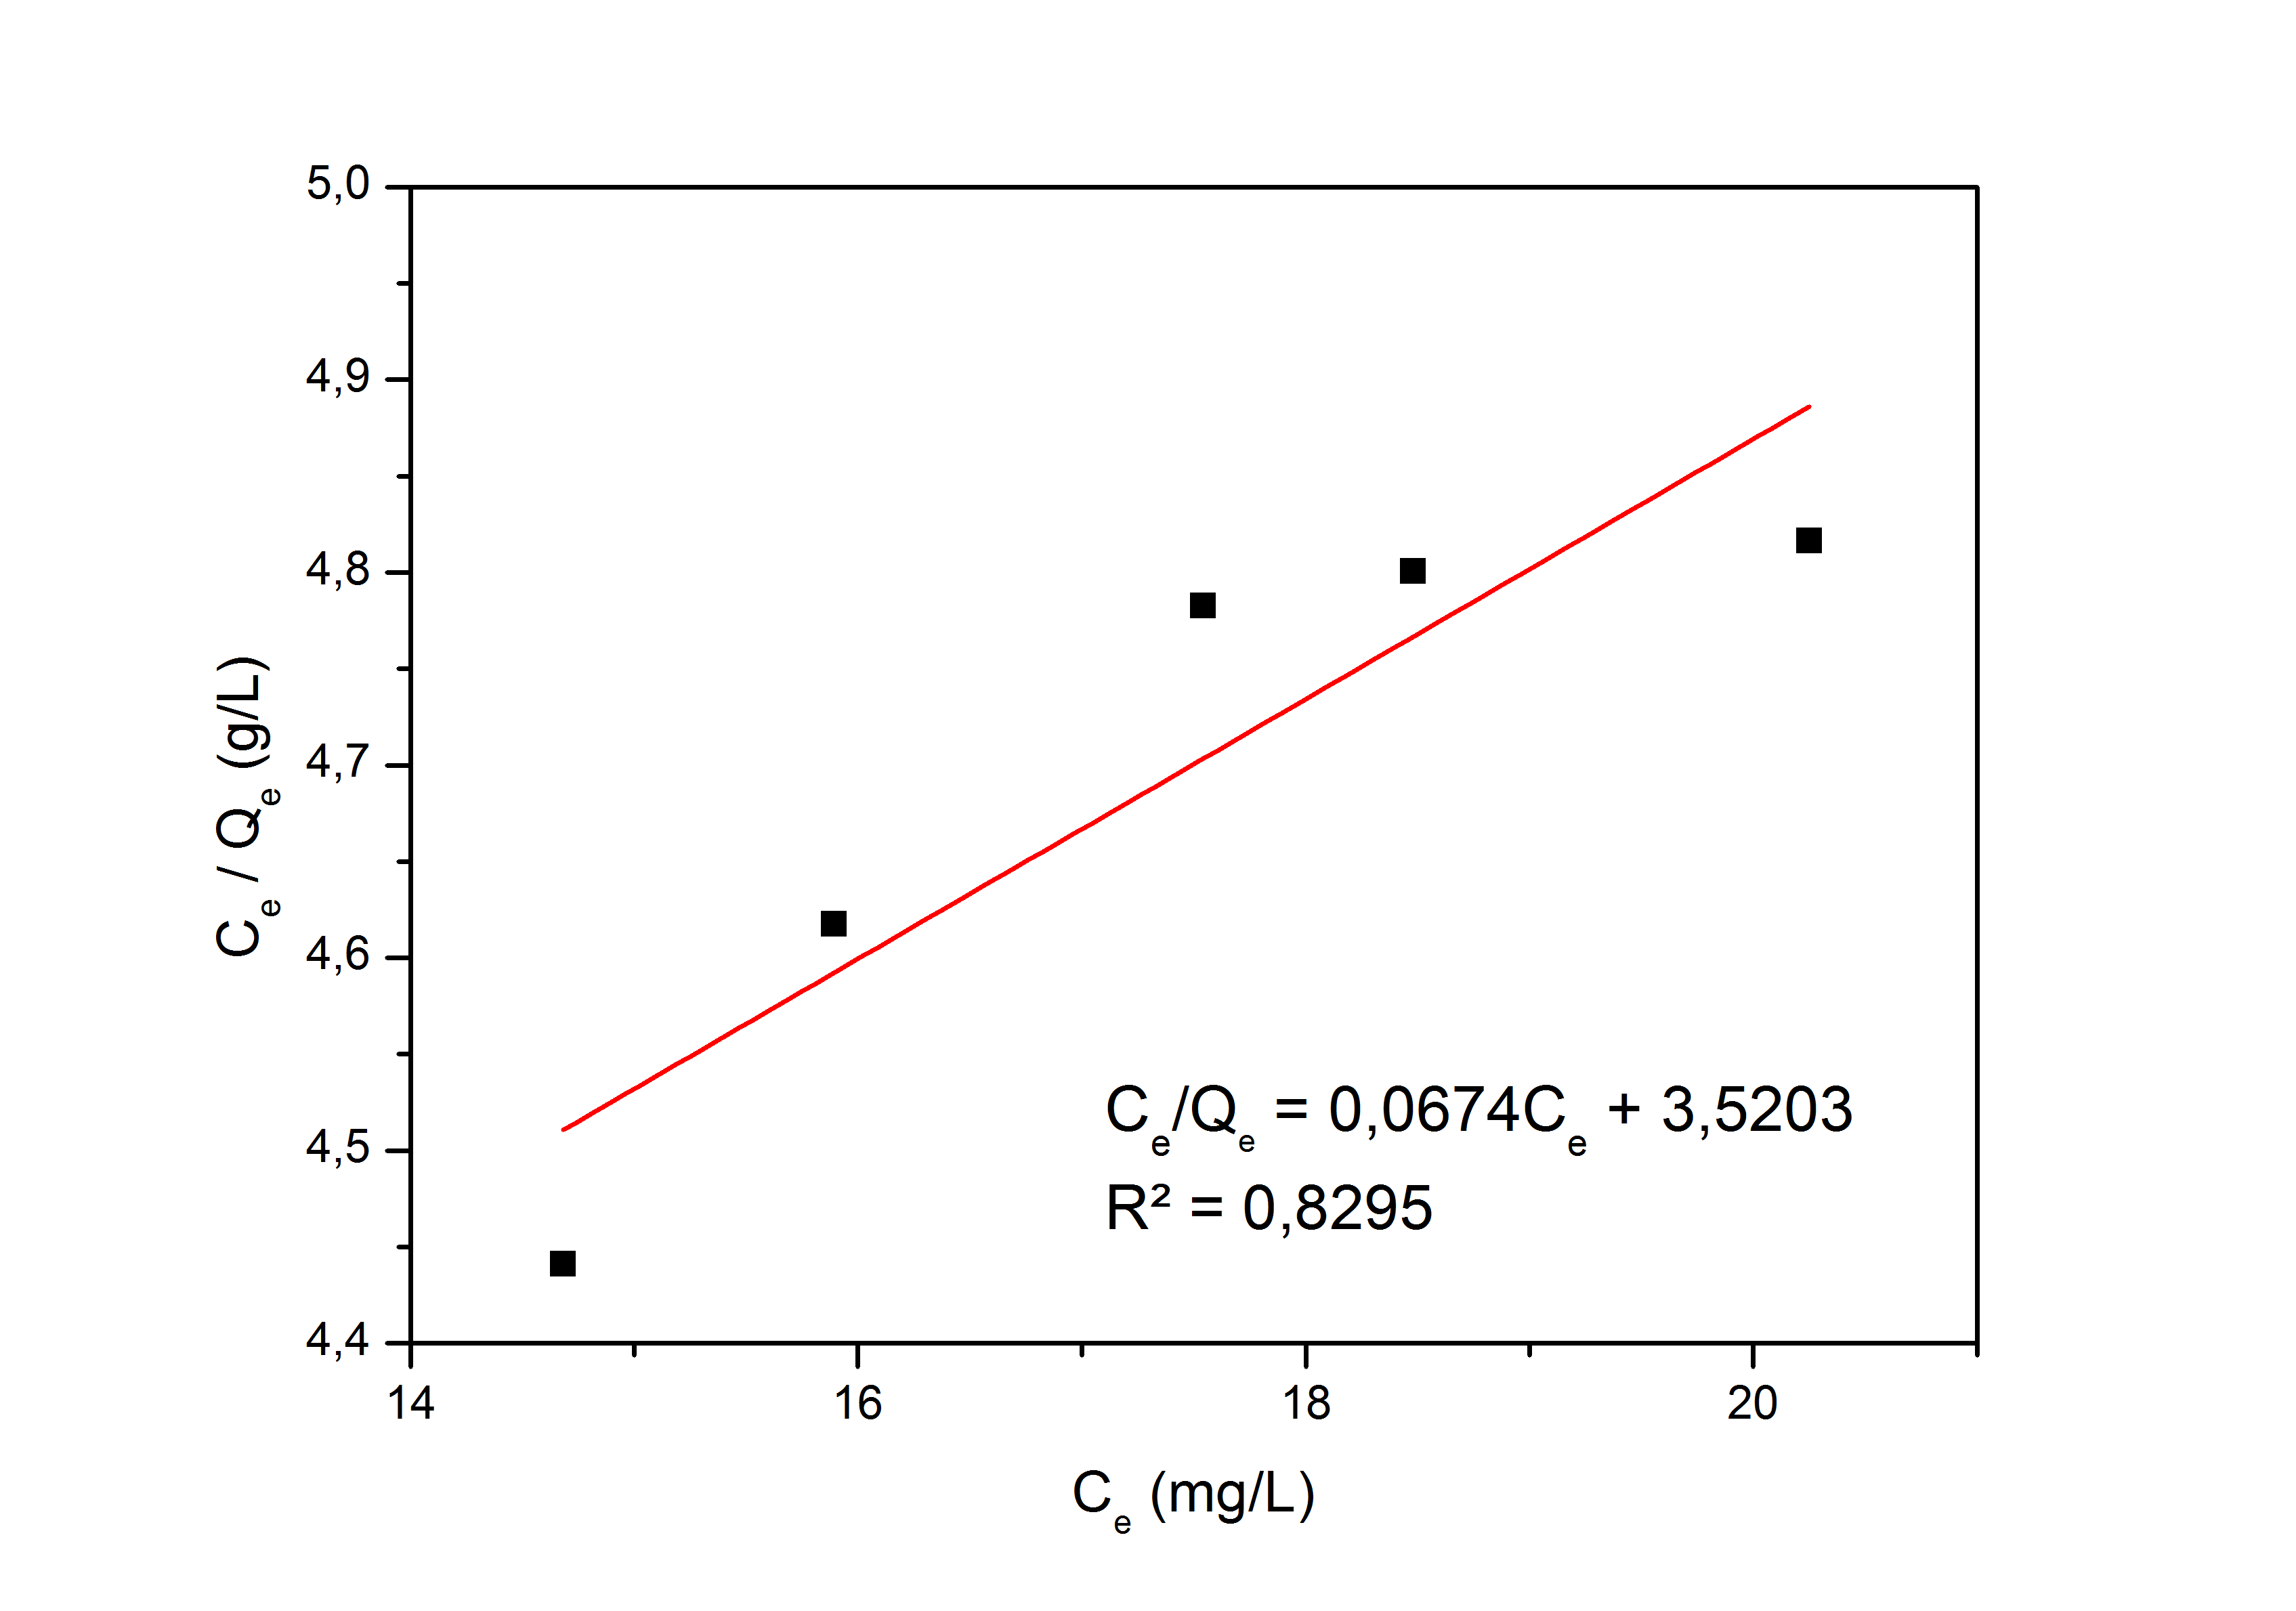 5,0
4,9
4,8
4,7
4,6
4,5
4,4
14
16
18
20
Ce / Qe (g/L)
Ce (mg/L)
Ce/Qe = 0,0674Ce + 3,5203
R² = 0,8295